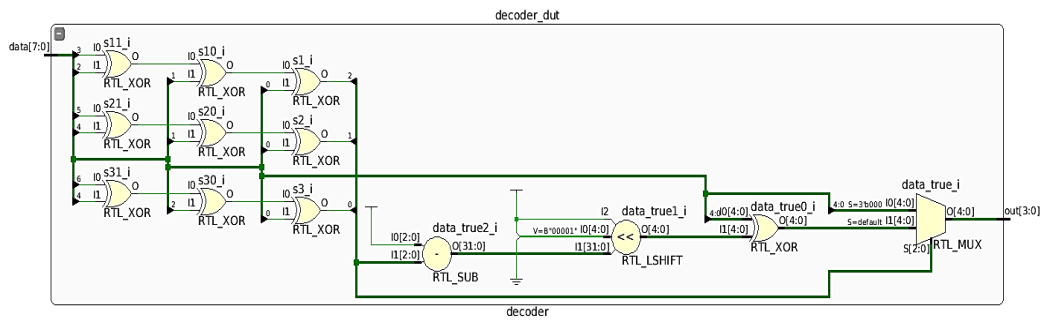 decoder_dut
data[7:0]
3 I0 s11_i O
2 I1
RTL_XOR
I0 s10_i O
1 I1
RTL_XOR
I0 s1_i O 2
0 I1
RTL_XOR
5 I0 s21_i O
4 I1
RTL_XOR
I0 s20_i O
1 I1
RTL_XOR
I0 s2_i O 1
0 I1
RTL_XOR
6 I0 s31_i O
4 I1
RTL_XOR
I0 s30_i O
2 I1
RTL_XOR
I0 s3_i O 0
0 I1
RTL_XOR
data_true2_i
I0[2:0] O[31:0]
I1[2:0] -
RTL_SUB
data_true1_i
I2
V=B"00001" I0[4:0] << O[4:0]
I1[31:0]
RTL_LSHIFT
data_true0_i
4:0 I0[4:0] O[4:0]
I1[4:0]
RTL_XOR
data_true_i
4:0 S=3'b000 I0[4:0] O[4:0]
S=default I1[4:0]
S[2:0] RTL_MUX
out[3:0]
decoder